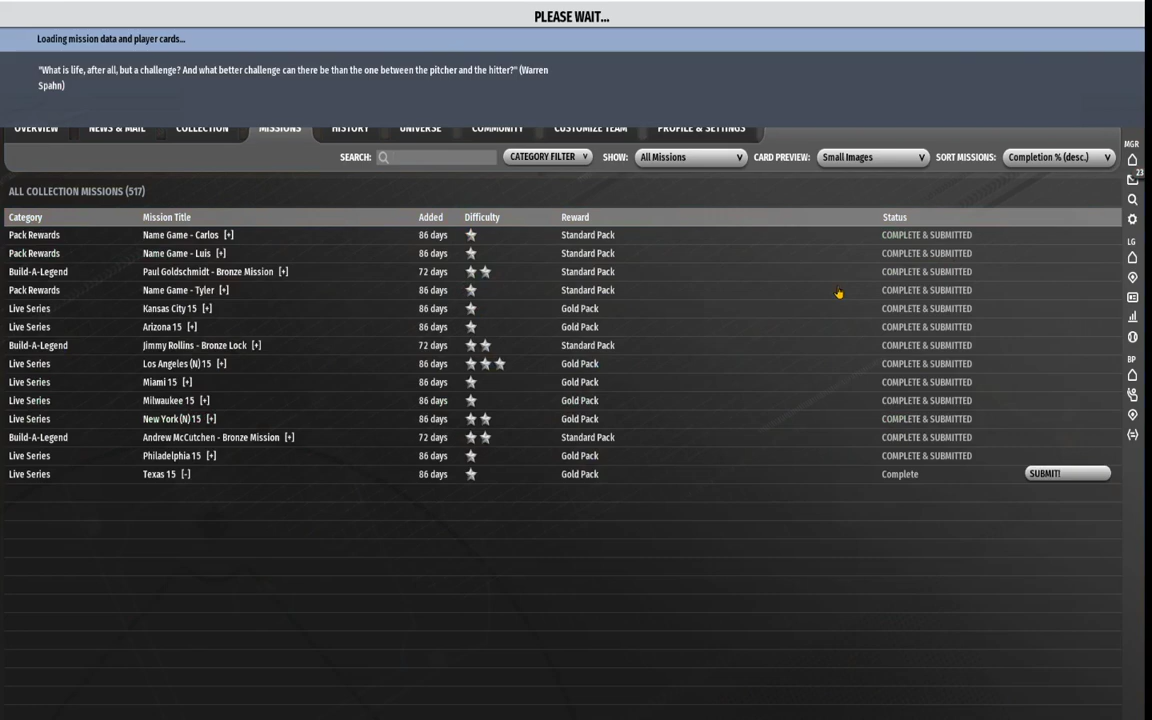 PLEASE WAIT...
Loading mission data and player cards...
"What is life, after all, but a challenge? And what better challenge can there be than the one between the pitcher and the hitter?" (Warren
Spahn)
OVERVIEW NEWS & MAIL COLLECTION MISSIONS HISTORY UNIVERSE COMMUNITY CUSTOMIZE TEAM PROFILE & SETTINGS
MGR
SEARCH: CATEGORY FILTER SHOW: All Missions CARD PREVIEW: Small Images SORT MISSIONS: Completion % (desc.)
23
ALL COLLECTION MISSIONS (517)
Category Mission Title Added Difficulty Reward Status
Pack Rewards Name Game - Carlos [+] 86 days Standard Pack COMPLETE & SUBMITTED
LG
Pack Rewards Name Game - Luis [+] 86 days Standard Pack COMPLETE & SUBMITTED
Build-A-Legend Paul Goldschmidt - Bronze Mission [+] 72 days Standard Pack COMPLETE & SUBMITTED
Pack Rewards Name Game - Tyler [+] 86 days Standard Pack COMPLETE & SUBMITTED
Live Series Kansas City 15 [+] 86 days Gold Pack COMPLETE & SUBMITTED
Live Series Arizona 15 [+] 86 days Gold Pack COMPLETE & SUBMITTED
Build-A-Legend Jimmy Rollins - Bronze Lock [+] 72 days Standard Pack COMPLETE & SUBMITTED
BP
Live Series Los Angeles (N) 15 [+] 86 days Gold Pack COMPLETE & SUBMITTED
Live Series Miami 15 [+] 86 days Gold Pack COMPLETE & SUBMITTED
Live Series Milwaukee 15 [+] 86 days Gold Pack COMPLETE & SUBMITTED
Live Series New York (N) 15 [+] 86 days Gold Pack COMPLETE & SUBMITTED
Build-A-Legend Andrew McCutchen - Bronze Mission [+] 72 days Standard Pack COMPLETE & SUBMITTED
Live Series Philadelphia 15 [+] 86 days Gold Pack COMPLETE & SUBMITTED
Live Series Texas 15 [-] 86 days Gold Pack Complete SUBMIT!